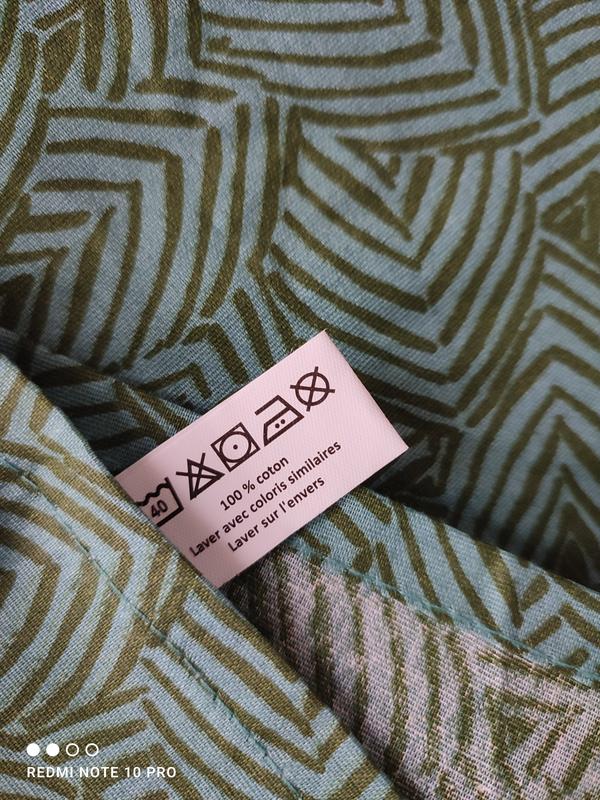 40
100 % coton
Laver avec coloris similaires
Laver sur l'envers
REDMI NOTE 10 PRO